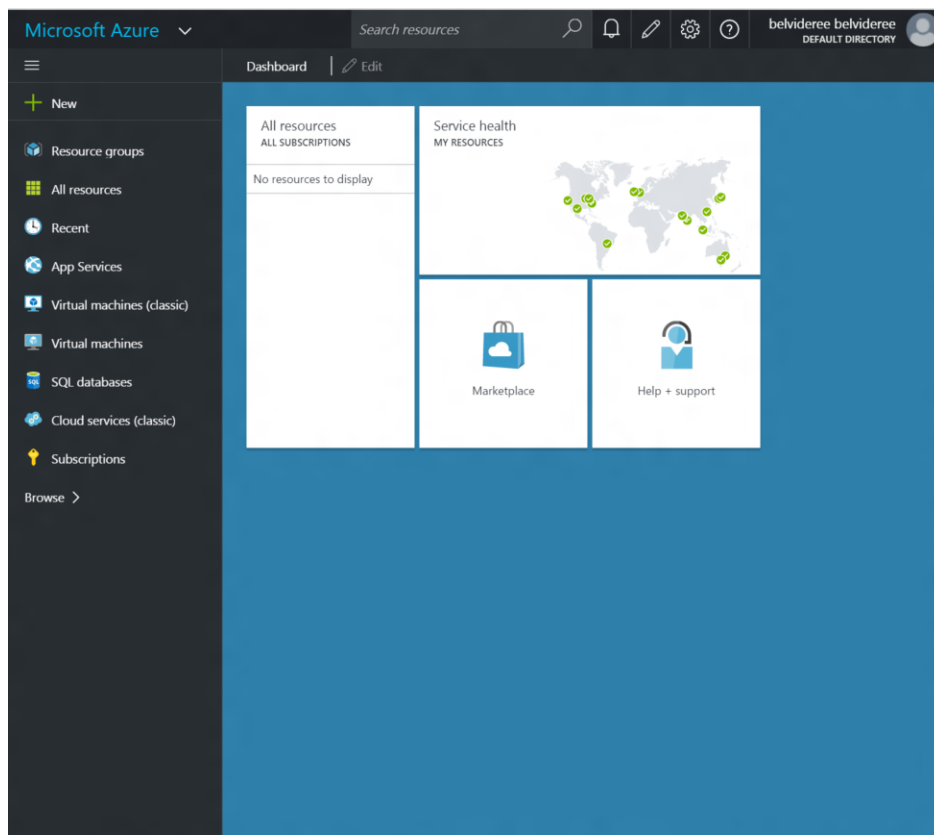 Microsoft Azure
Search resources
belvideree belvideree
DEFAULT DIRECTORY
Dashboard
Edit
New
Resource groups
All resources
Recent
App Services
Virtual machines (classic)
Virtual machines
SQL databases
Cloud services (classic)
Subscriptions
Browse >
All resources
ALL SUBSCRIPTIONS
No resources to display
Service health
MY RESOURCES
Marketplace
Help + support